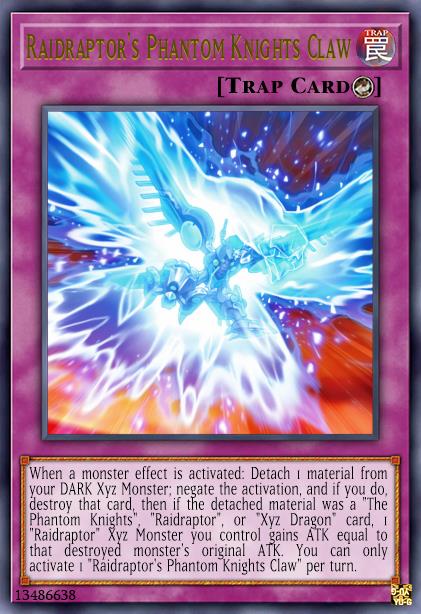 Raidraptor's Phantom Knights Claw
TRAP
罠
[Trap Card]
When a monster effect is activated: Detach 1 material from
your DARK Xyz Monster; negate the activation, and if you do,
destroy that card, then if the detached material was a "The
Phantom Knights", "Raidraptor", or "Xyz Dragon" card, 1
"Raidraptor" Xyz Monster you control gains ATK equal to
that destroyed monster's original ATK. You can only
activate 1 "Raidraptor's Phantom Knights Claw" per turn.
13486638